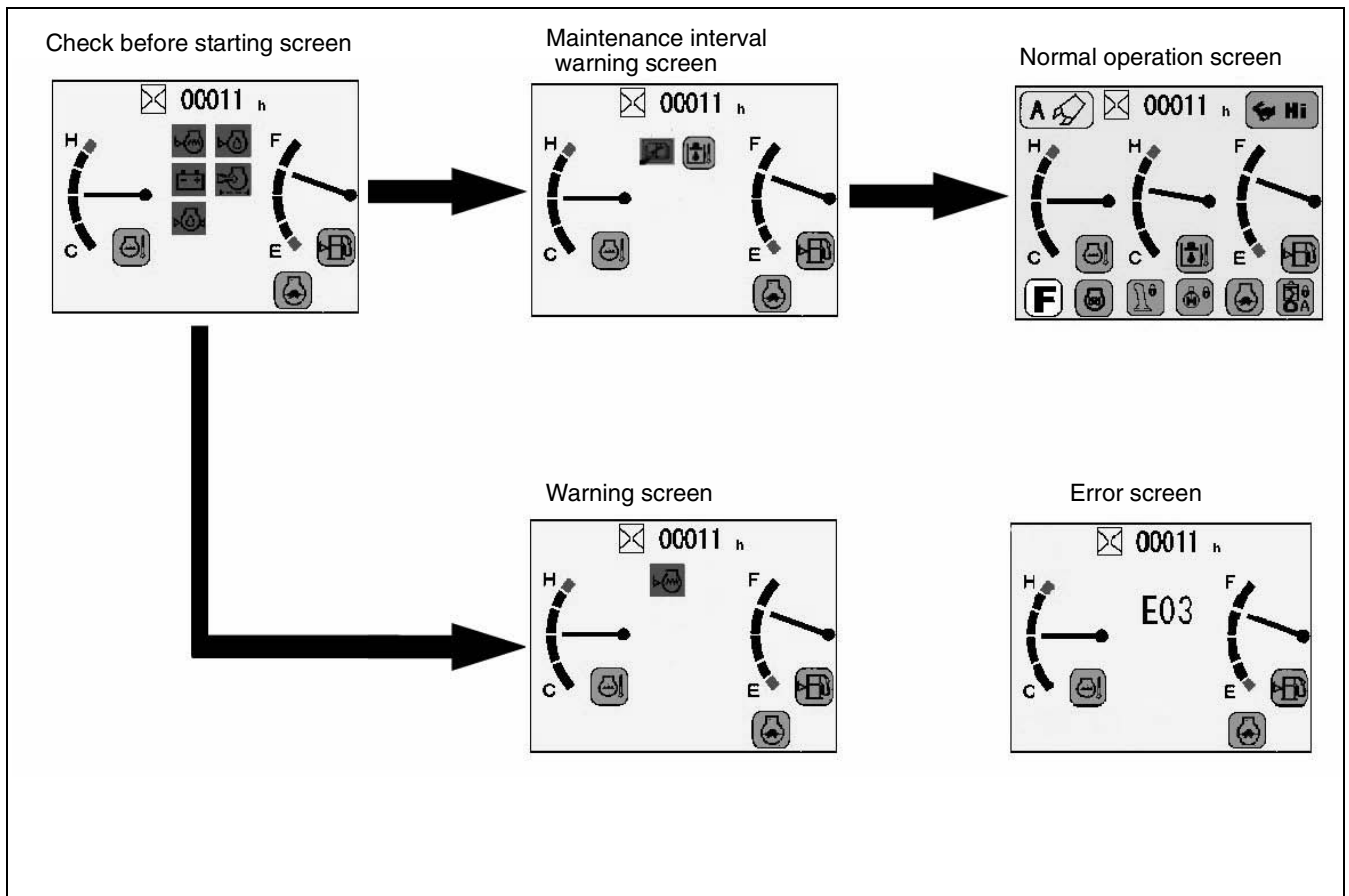 Check before starting screen
00011 h
H
F
C
E
Maintenance interval
warning screen
00011 h
H
F
C
E
Normal operation screen
A
00011 h
Hi
H
H
F
C
C
E
F
A
Warning screen
00011 h
H
F
C
E
Error screen
00011 h
H
F
E03
C
E